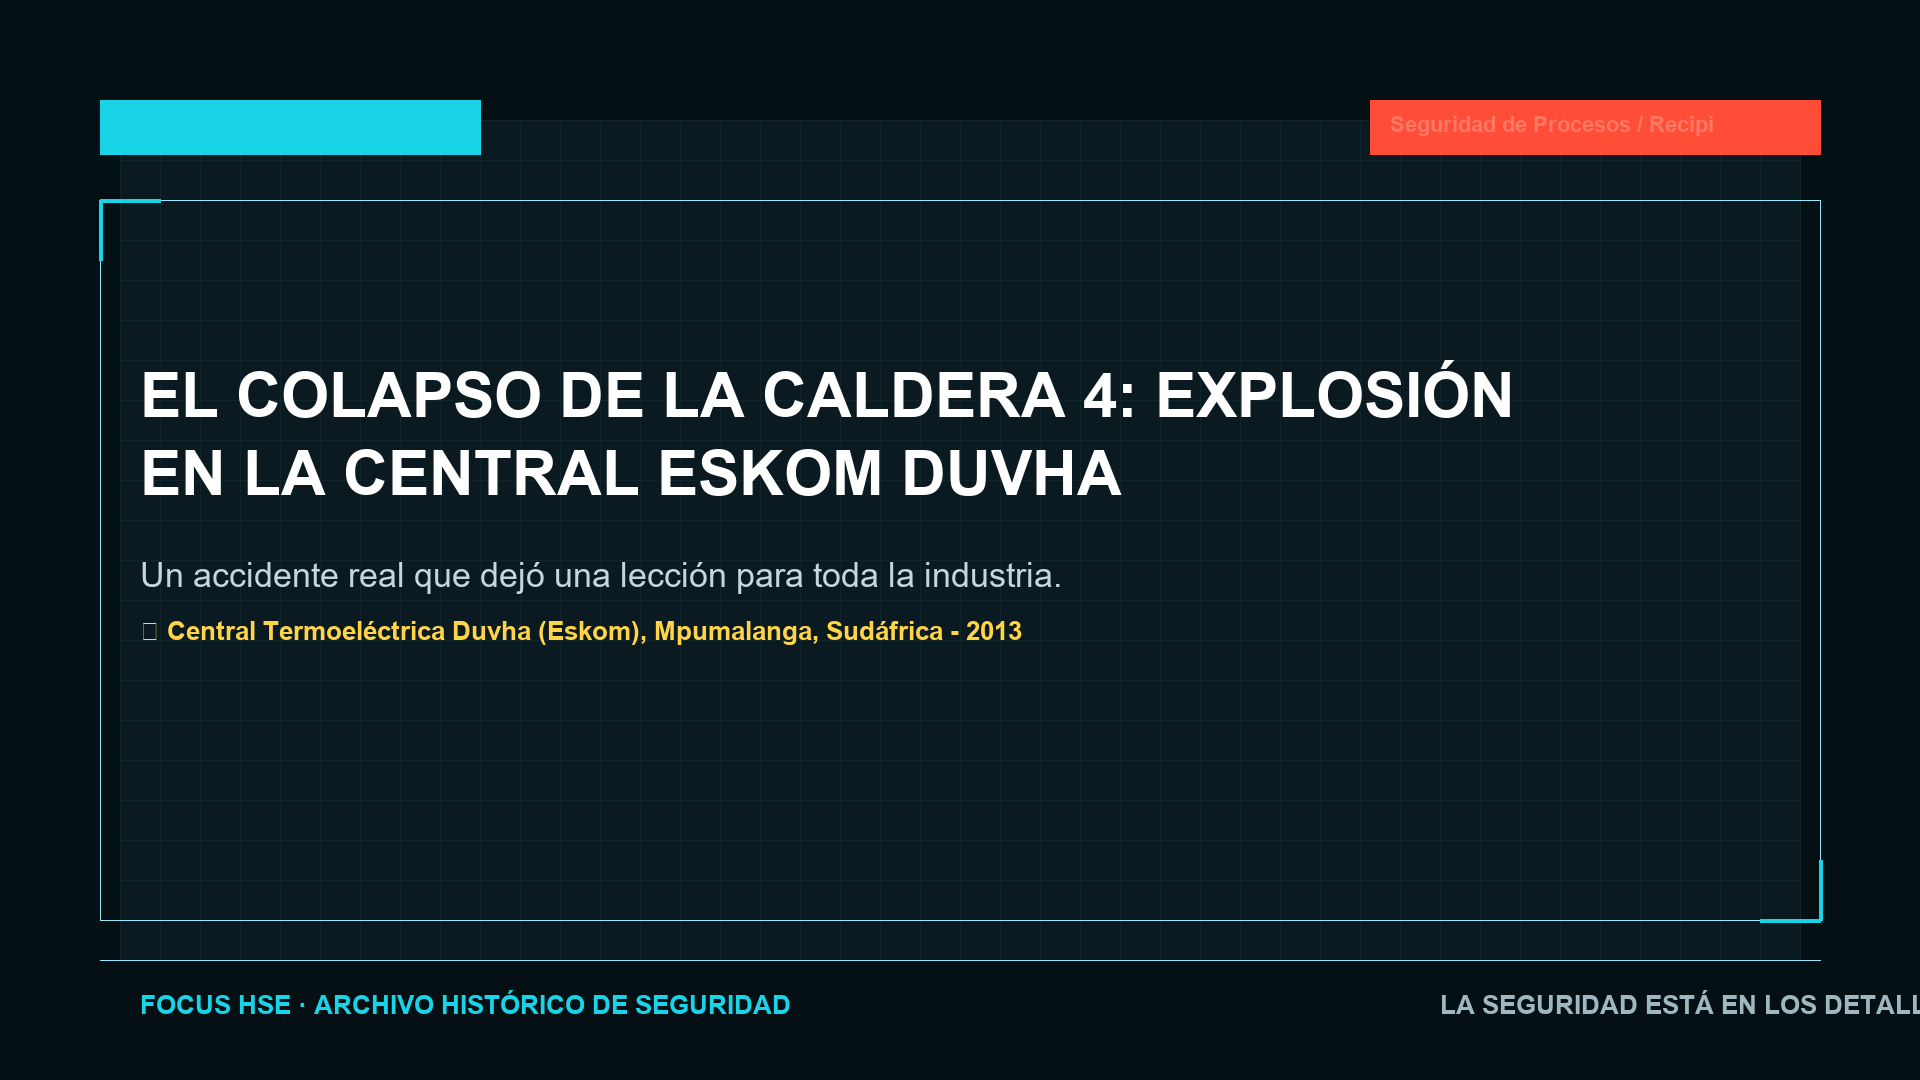 Seguridad de Procesos / Recipi
EL COLAPSO DE LA CALDERA 4: EXPLOSIÓN
EN LA CENTRAL ESKOM DUVHA
Un accidente real que dejó una lección para toda la industria.
Central Termoeléctrica Duvha (Eskom), Mpumalanga, Sudáfrica - 2013
FOCUS HSE · ARCHIVO HISTÓRICO DE SEGURIDAD
LA SEGURIDAD ESTÁ EN LOS DETALL